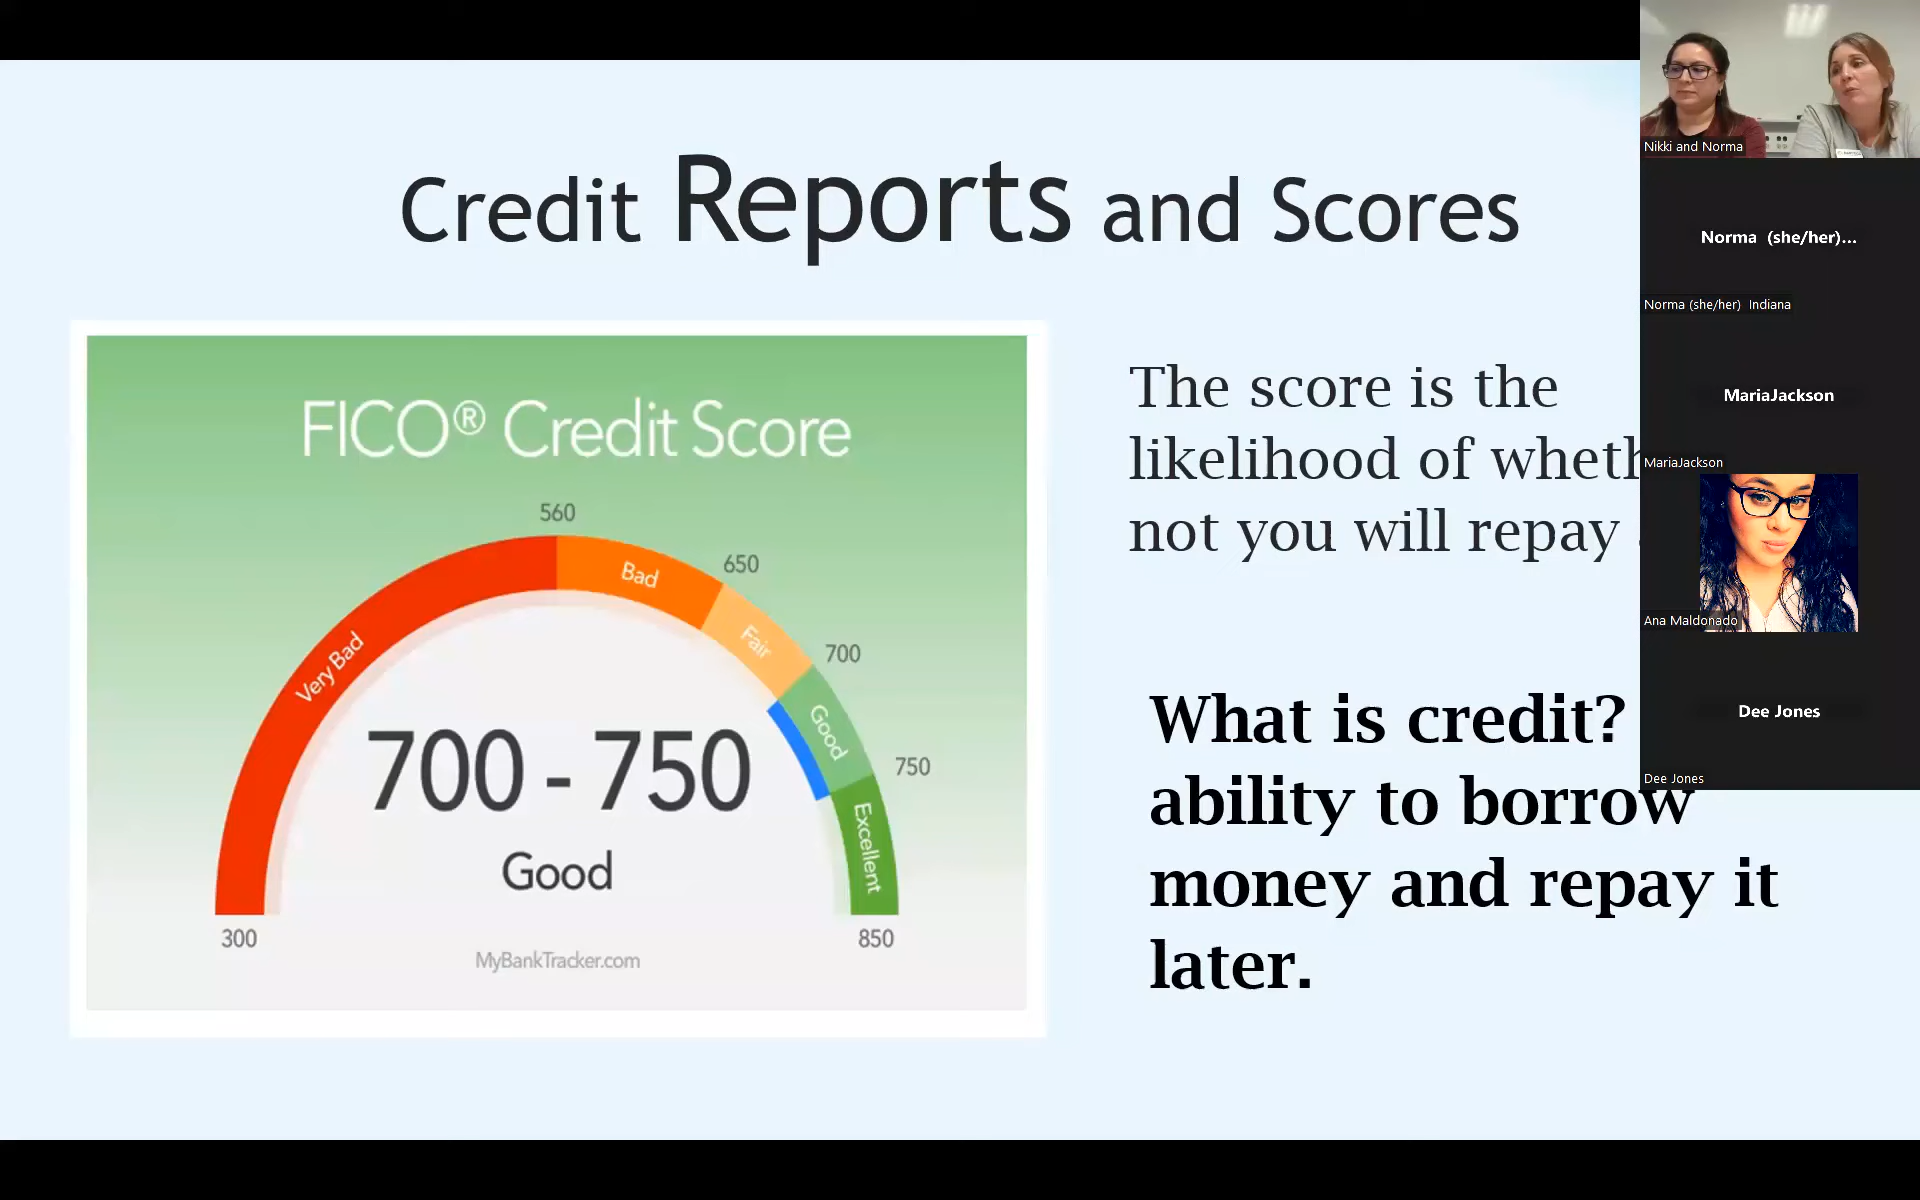 Credit Reports and Scores
FICO® Credit Score
560
650
700
750
300
850
Very Bad
Bad
Fair
Good
Excellent
700 - 750
Good
MyBankTracker.com
The score is the
likelihood of
not you will repay
What is credit?
ability to borrow
money and repay it
later.
Nikki and Norma
Norma (she/her)...
Norma (she/her) Indiana
MariaJackson
MariaJackson
Ana Maldonado
Dee Jones
Dee Jones